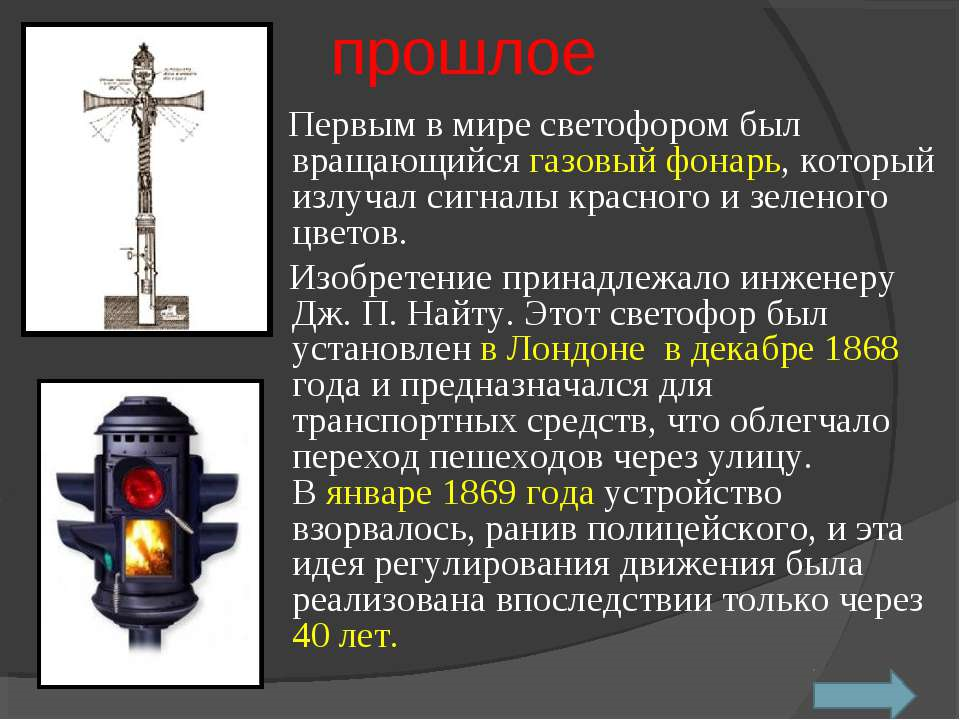 прошлое
Первым в мире светофором был
вращающийся газовый фонарь, который
излучал сигналы красного и зеленого
цветов.
Изобретение принадлежало инженеру
Дж. П. Найту. Этот светофор был
установлен в Лондоне  в декабре 1868
года и предназначался для
транспортных средств, что облегчало
переход пешеходов через улицу.
В январе 1869 года устройство
взорвалось, ранив полицейского, и эта
идея регулирования движения была
реализована впоследствии только через
40 лет.